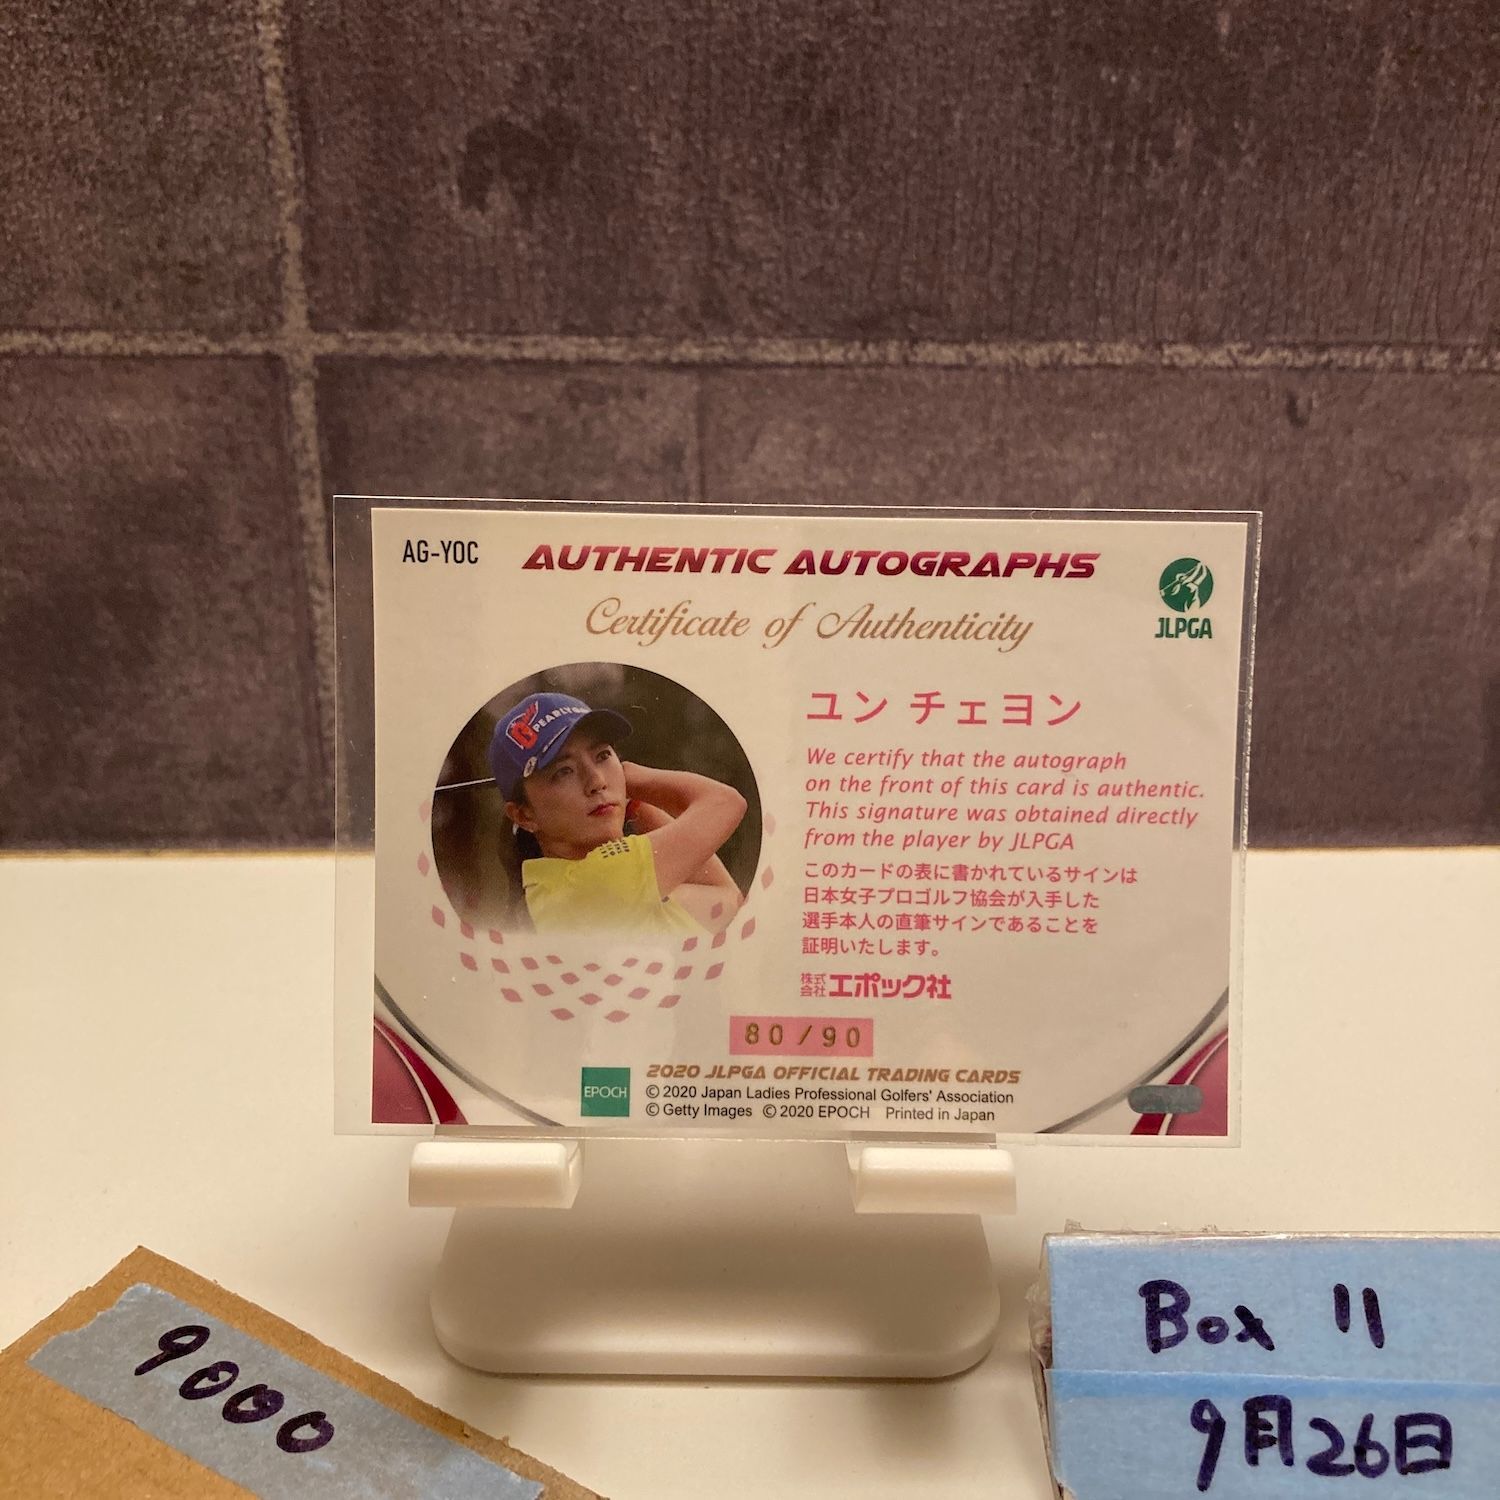 AG-YOC
AUTHENTIC AUTOGRAPHS
Certificate of Authenticity
JLPGA
PEARLY
ユン チェヨン
We certify that the autograph
on the front of this card is authentic.
This signature was obtained directly
from the player by JLPGA
このカードの表に書かれているサインは
日本女子プロゴルフ協会が入手した
選手本人の直筆サインであることを
証明いたします。
株式会社エポック社
80/90
EPOCH
2020 JLPGA OFFICIAL TRADING CARDS
© 2020 Japan Ladies Professional Golfers' Association
© Getty Images © 2020 EPOCH Printed in Japan
9000
Box 11
9月26日